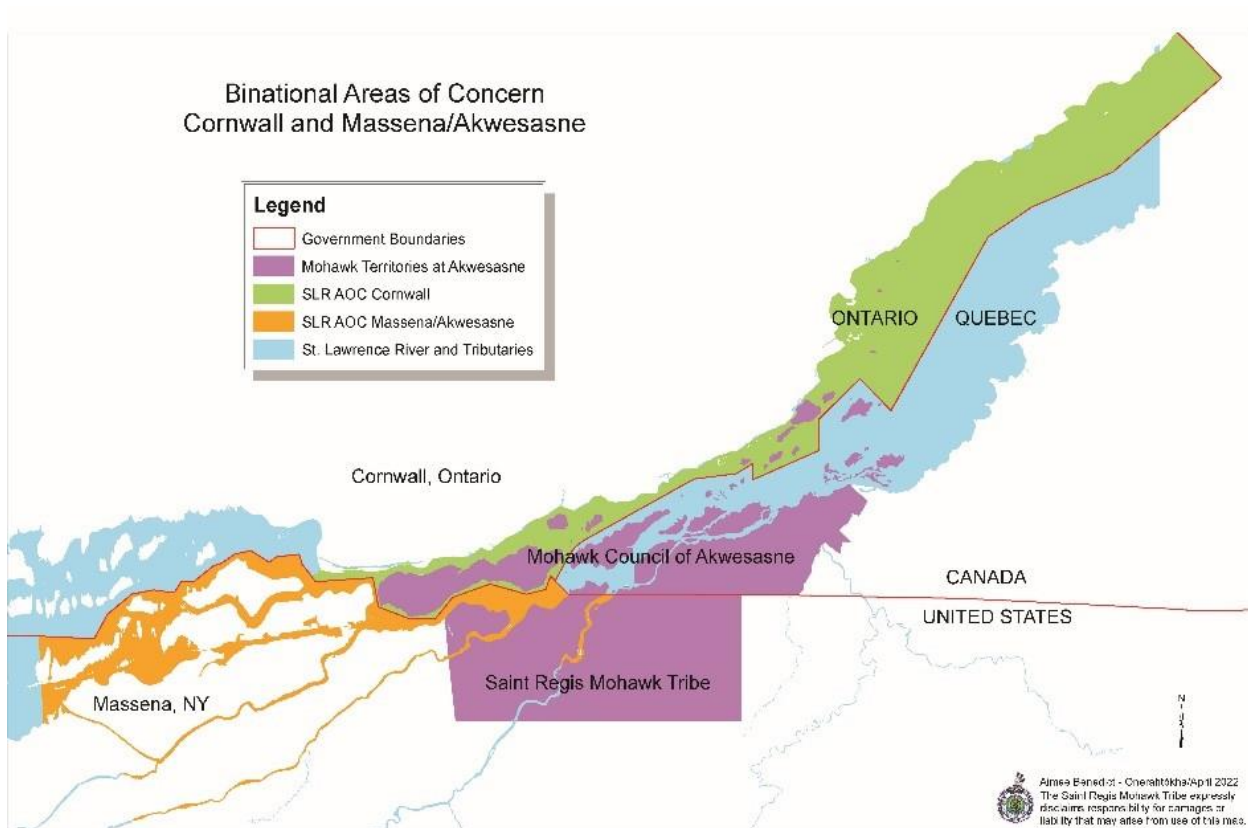 Binational Areas of Concern
Cornwall and Massena/Akwesasne
Legend
Government Boundaries
Mohawk Territories at Akwesasne
SLR AOC Cornwall
SLR AOC Massena/Akwesasne
St. Lawrence River and Tributaries
ONTARIO
QUEBEC
Cornwall, Ontario
Mohawk Council of Akwesasne
CANADA
UNITED STATES
Saint Regis Mohawk Tribe
Massena, NY
N
Aimee Benedict - /April 2022
The Saint Regis Mohawk Tribe expressly
disclaims responsibility for damages or
liability that may arise from use of this map.